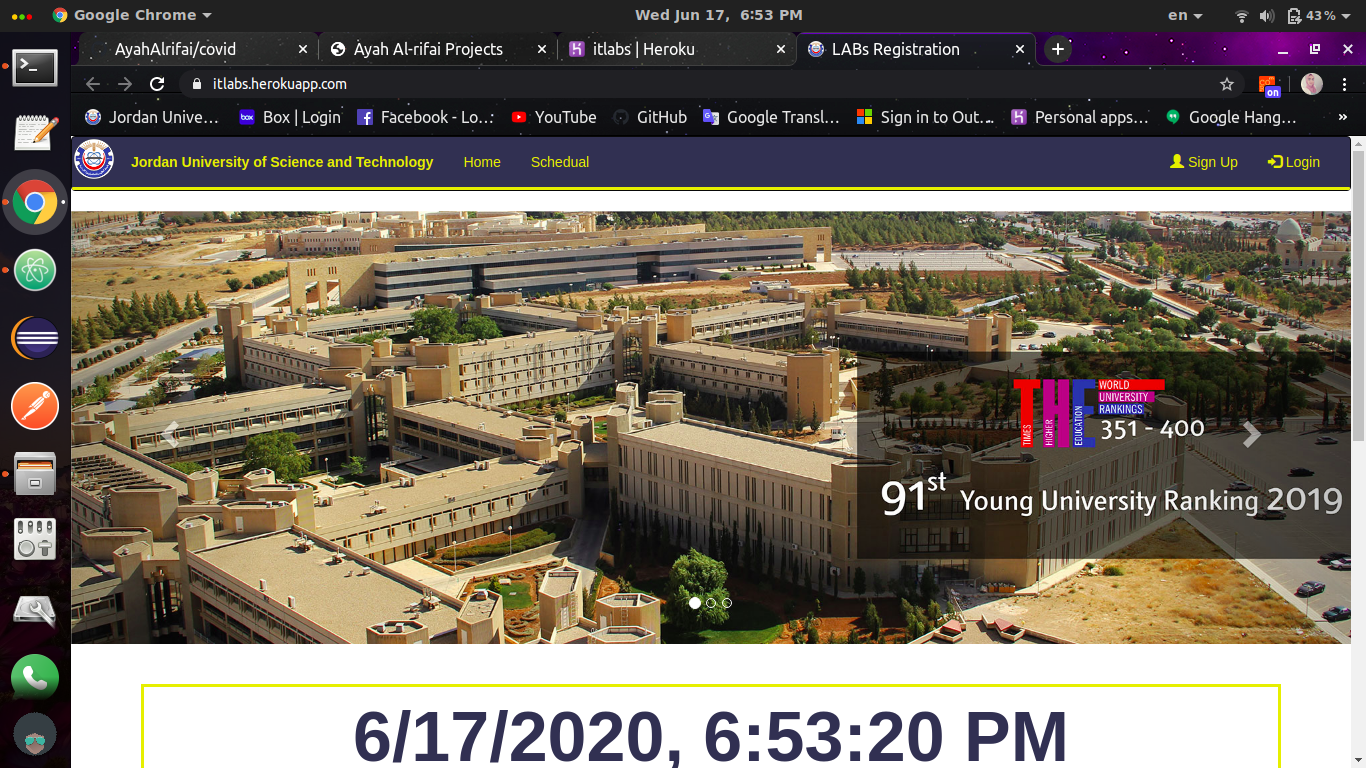 Google Chrome
Wed Jun 17, 6:53 PM
en
43%
AyahAlrifai/covid
Ayah Al-rifai Projects
itlabs | Heroku
LABs Registration
itlabs.herokuapp.com
on
Jordan Unive...
box
Box | Login
Facebook - Lo...
YouTube
GitHub
Google Transl...
Sign in to Out...
Personal apps...
Google Hang...
»
Jordan University of Science and Technology
Home
Schedual
Sign Up
Login
THE
TIMES
HIGHER
EDUCATION
WORLD
UNIVERSITY
RANKINGS
351 - 400
91st Young University Ranking 2019
6/17/2020, 6:53:20 PM